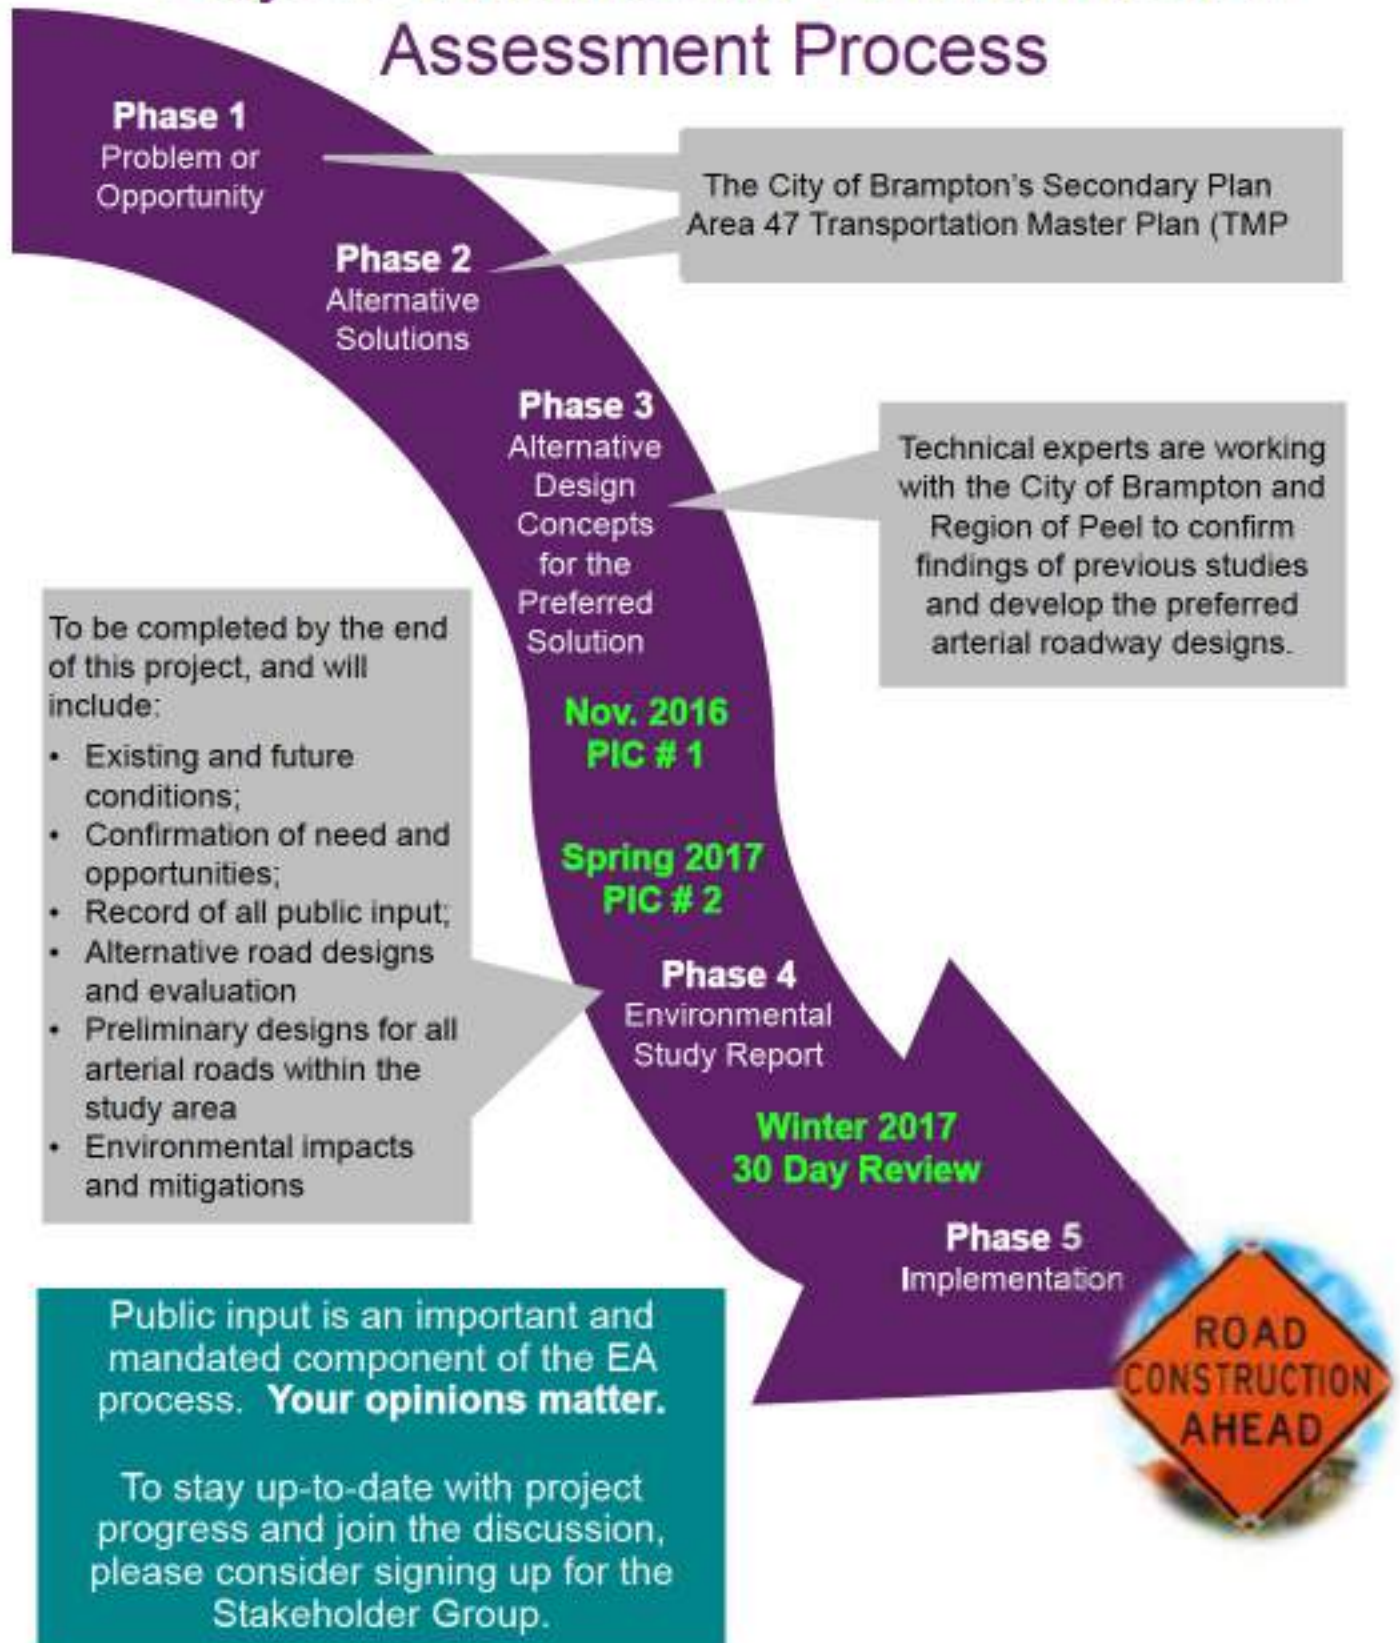 Assessment Process
Phase 1
Problem or
Opportunity
The City of Brampton's Secondary Plan
Area 47 Transportation Master Plan (TMP
Phase 2
Alternative
Solutions
Phase 3
Alternative
Design
Concepts
for the
Preferred
Solution
Technical experts are working
with the City of Brampton and
Region of Peel to confirm
findings of previous studies
and develop the preferred
arterial roadway designs.
Nov. 2016
PIC # 1
Spring 2017
PIC # 2
To be completed by the end
of this project, and will
include:
• Existing and future
conditions;
• Confirmation of need and
opportunities;
• Record of all public input;
• Alternative road designs
and evaluation
• Preliminary designs for all
arterial roads within the
study area
• Environmental impacts
and mitigations
Phase 4
Environmental
Study Report
Winter 2017
30 Day Review
Phase 5
Implementation
ROAD
CONSTRUCTION
AHEAD
Public input is an important and
mandated component of the EA
process. Your opinions matter.
To stay up-to-date with project
progress and join the discussion,
please consider signing up for the
Stakeholder Group.